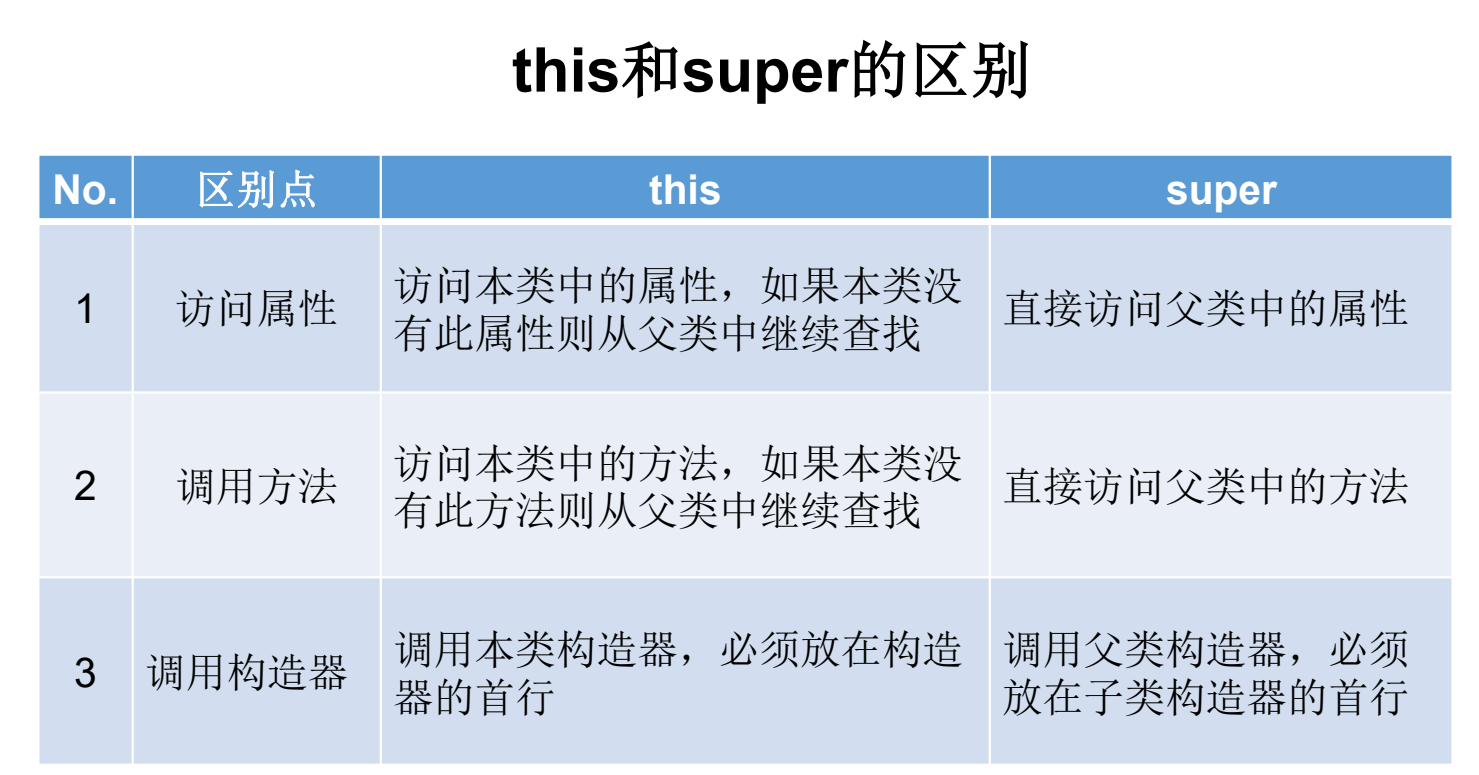 this和super的区别
No. 区别点 this super
1 访问属性 访问本类中的属性，如果本类没有此属性则从父类中继续查找 直接访问父类中的属性
2 调用方法 访问本类中的方法，如果本类没有此方法则从父类中继续查找 直接访问父类中的方法
3 调用构造器 调用本类构造器，必须放在构造器的首行 调用父类构造器，必须放在子类构造器的首行